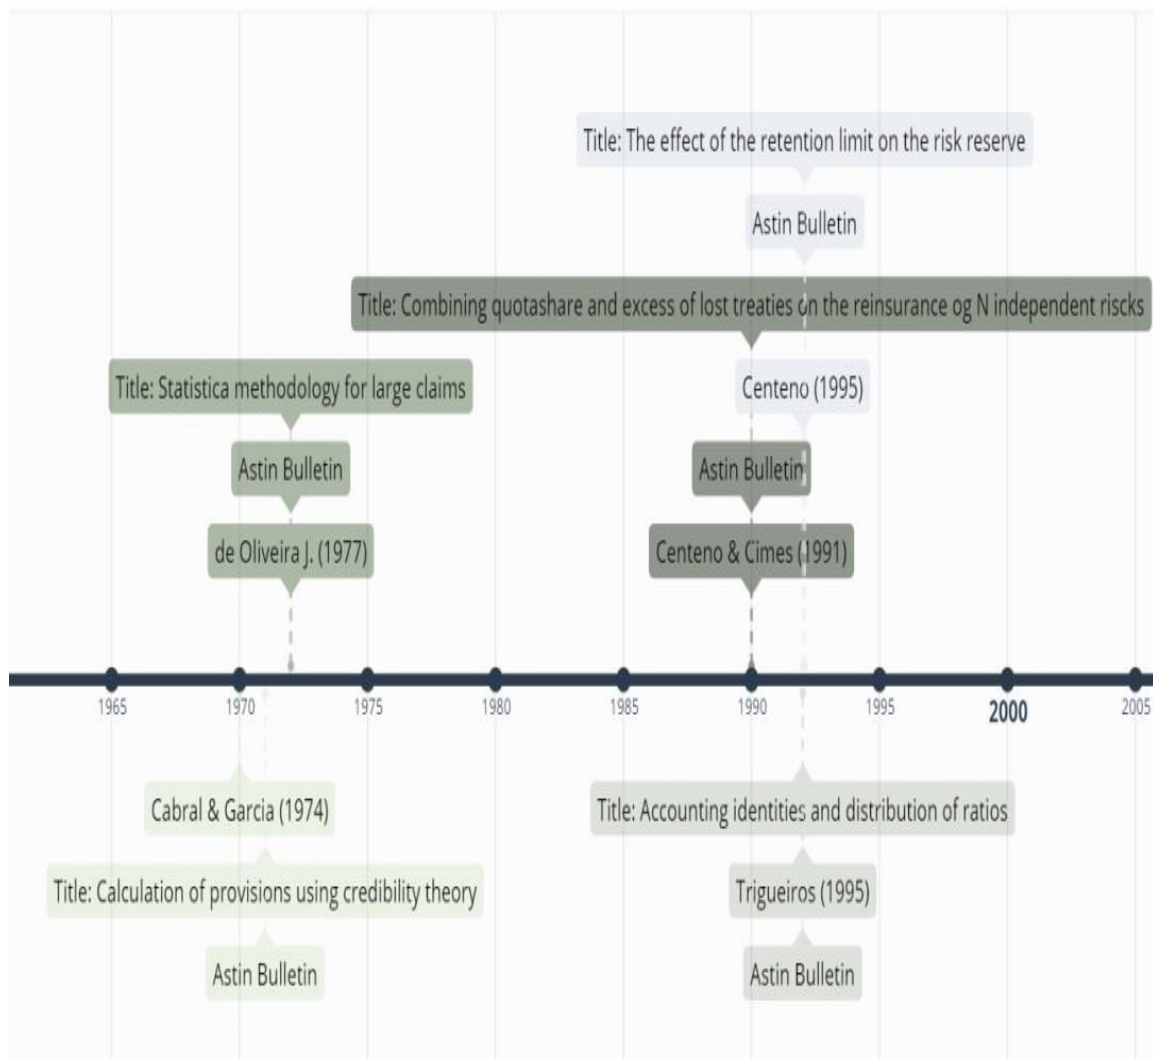 Title: The effect of the retention limit on the risk reserve
Astin Bulletin
Title: Combining quotashare and excess of lost treaties on the reinsurance og N independent riscks
Title: Statistica methodology for large claims
Centeno (1995)
Astin Bulletin
Astin Bulletin
de Oliveira J. (1977)
Centeno & Cimes (1991)
1965
1970
1975
1980
1985
1990
1995
2000
2005
Cabral & Garcia (1974)
Title: Accounting identities and distribution of ratios
Title: Calculation of provisions using credibility theory
Trigueiros (1995)
Astin Bulletin
Astin Bulletin